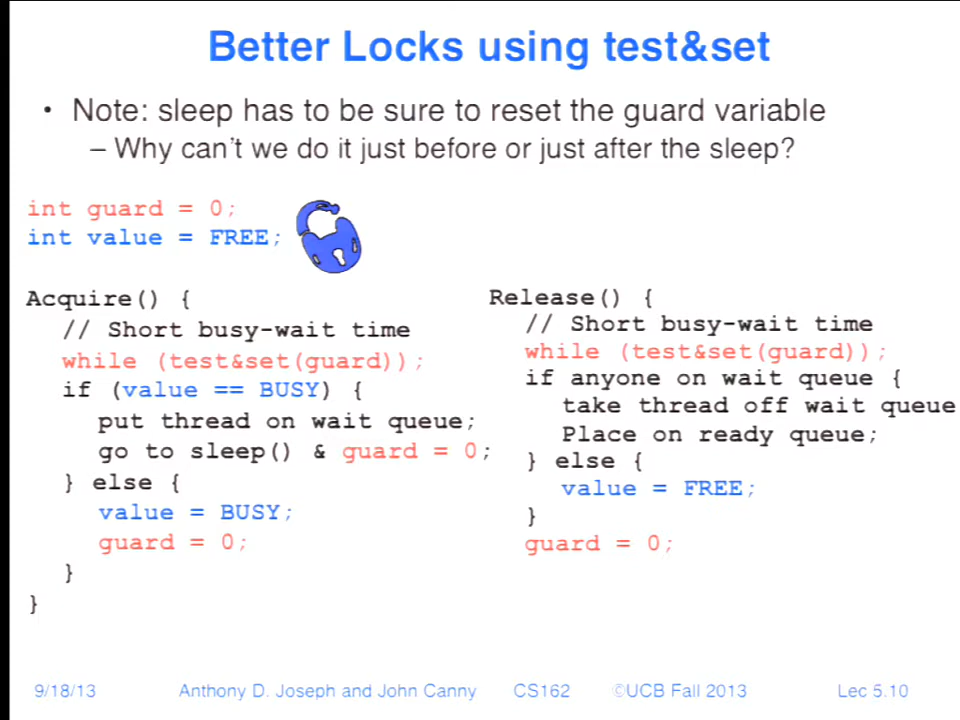 Better Locks using test&set
• Note: sleep has to be sure to reset the guard variable
– Why can't we do it just before or just after the sleep?
int guard = 0;
int value = FREE;
Acquire() {
// Short busy-wait time
while (test&set(guard));
if (value == BUSY) {
put thread on wait queue;
go to sleep() & guard = 0;
} else {
value = BUSY;
guard = 0;
}
}
Release() {
// Short busy-wait time
while (test&set(guard));
if anyone on wait queue {
take thread off wait queue
Place on ready queue;
} else {
value = FREE;
}
guard = 0;
9/18/13 Anthony D. Joseph and John Canny CS162 ©UCB Fall 2013 Lec 5.10